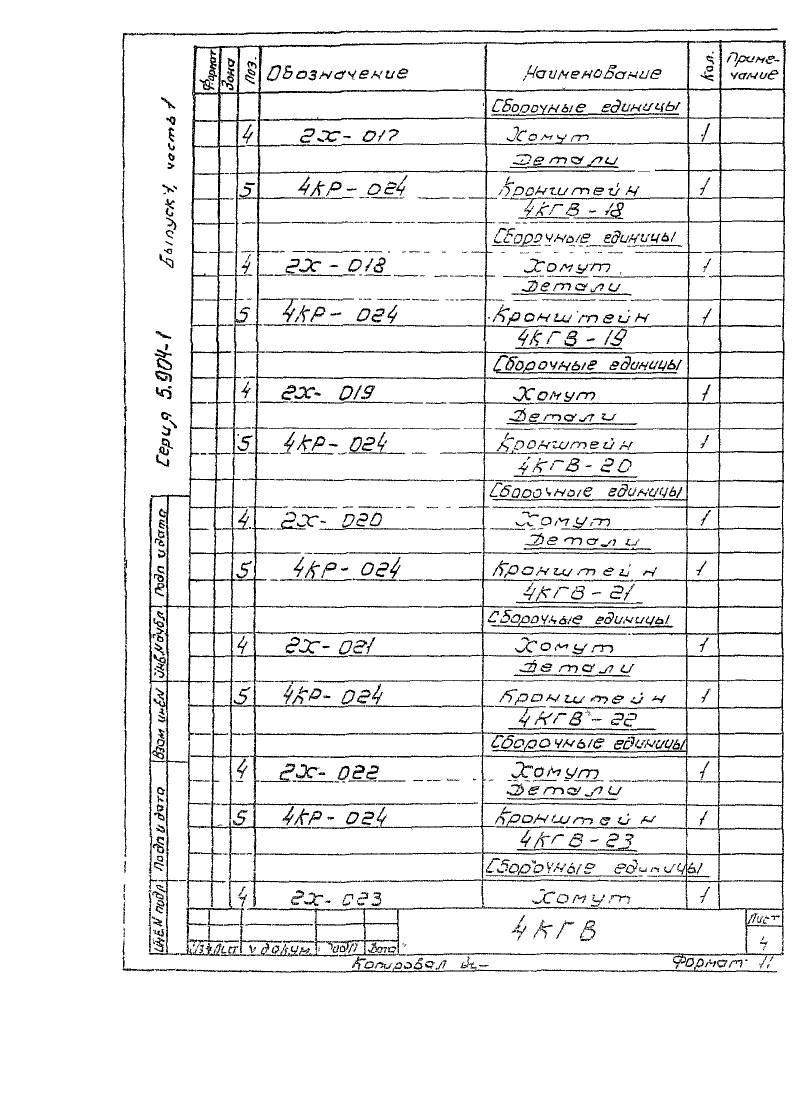 Серия 5.904-1 Выпуск 1, часть 1
Формат Зона Поз. Обозначение Наименование Кол. Примечание
Сборочные единицы
4 2Х-017 Хомут 1
Детали
5 4КР-024 Кронштейн 1
4КГВ-18
Сборочные единицы
4 2Х-018 Хомут 1
Детали
5 4КР-024 Кронштейн 1
4КГВ-19
Сборочные единицы
4 2Х-019 Хомут 1
Детали
5 4КР-024 Кронштейн 1
4КГВ-20
Сборочные единицы
4 2Х-020 Хомут 1
Детали
5 4КР-024 Кронштейн 1
4КГВ-21
Сборочные единицы
4 2Х-021 Хомут 1
Детали
5 4КР-024 Кронштейн 1
4КГВ-22
Сборочные единицы
4 2Х-022 Хомут 1
Детали
5 4КР-024 Кронштейн 1
4КГВ-23
Сборочные единицы
4 2Х-023 Хомут 1
Подп и дата
Инв.N дубл
Взам инв.N
Подп и дата
Инв.N подл
Изм Лист N докум. Подп Дата
4КГВ
Лист
4
Копировал
Формат 11